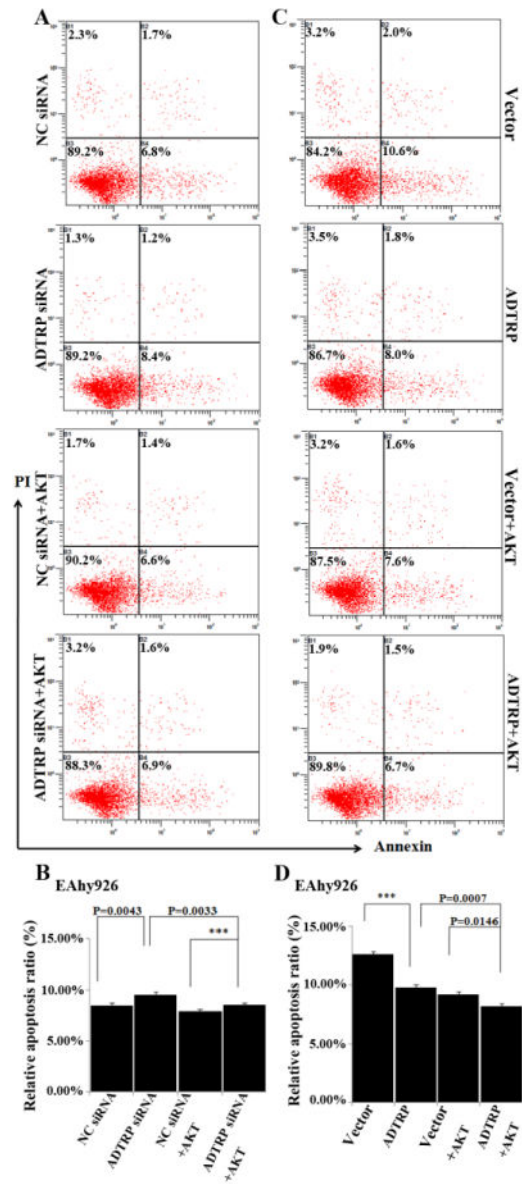 A
C
2.3% 1.7%
89.2% 6.8%
NC siRNA
3.2% 2.0%
84.2% 10.6%
Vector
1.3% 1.2%
89.2% 8.4%
ADTRP siRNA
3.5% 1.8%
86.7% 8.0%
ADTRP
1.7% 1.4%
90.2% 6.6%
NC siRNA+AKT
3.2% 1.6%
87.5% 7.6%
Vector+AKT
3.2% 1.6%
88.3% 6.9%
ADTRP siRNA+AKT
1.9% 1.5%
89.8% 6.7%
ADTRP+AKT
PI
Annexin
B
EAhy926
P=0.0043 P=0.0033
***
Relative apoptosis ratio (%)
15.00%
10.00%
5.00%
0.00%
NC siRNA
ADTRP siRNA
NC siRNA
+AKT
ADTRP siRNA
+AKT
D
EAhy926
*** P=0.0007
P=0.0146
Relative apoptosis ratio (%)
15.00%
10.00%
5.00%
0.00%
Vector
ADTRP
Vector
+AKT
ADTRP
+AKT